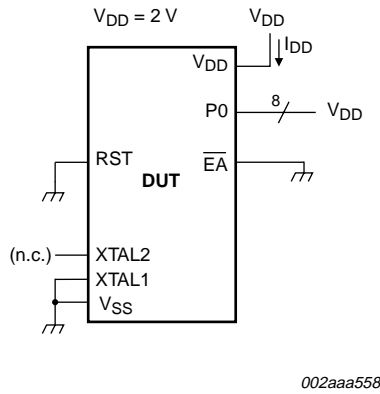 VDD = 2 V
VDD
IDD
VDD
P0
8
VDD
RST
DUT
EA
(n.c.)
XTAL2
XTAL1
VSS
002aaa558